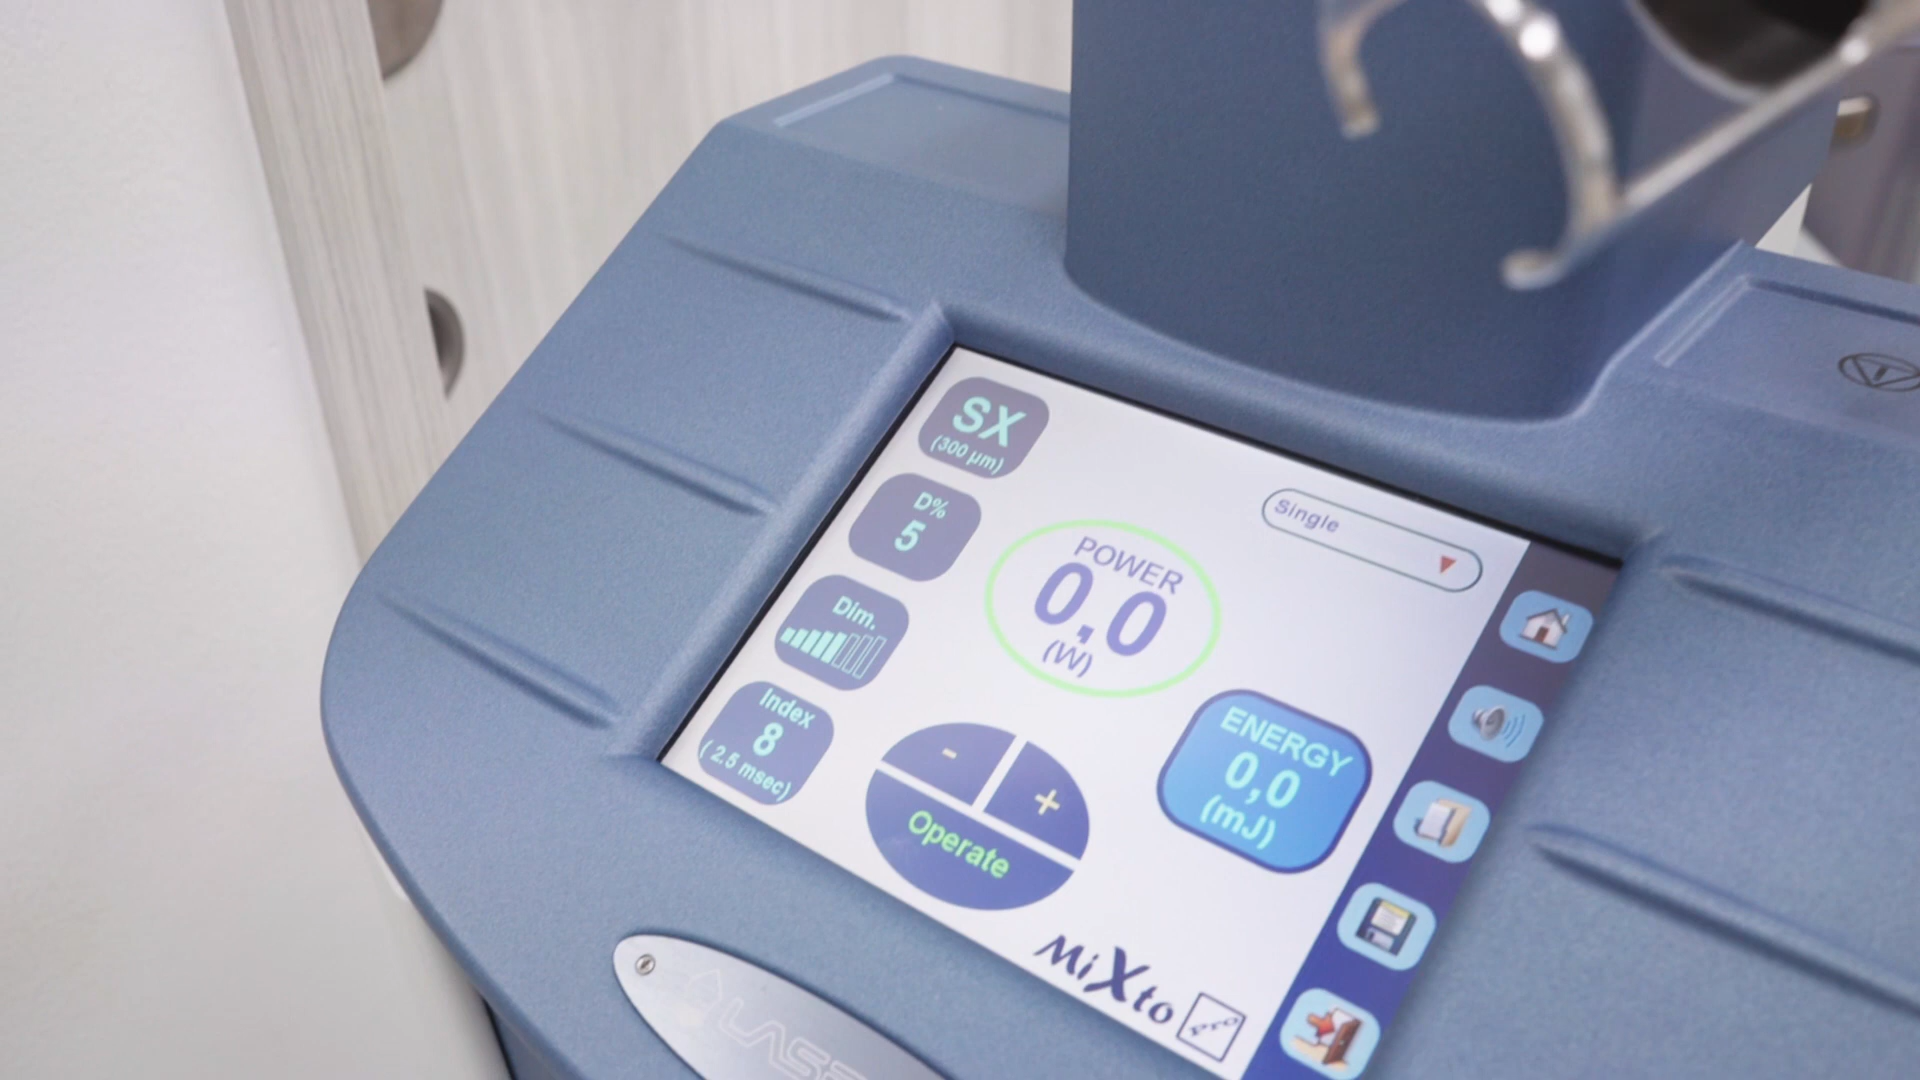 SX
(300 µm)
D%
5
Dim.
Index
8
( 2.5 msec)
Single
POWER
0,0
(W)
-
+
Operate
ENERGY
0,0
(mJ)
MiXto
Pro